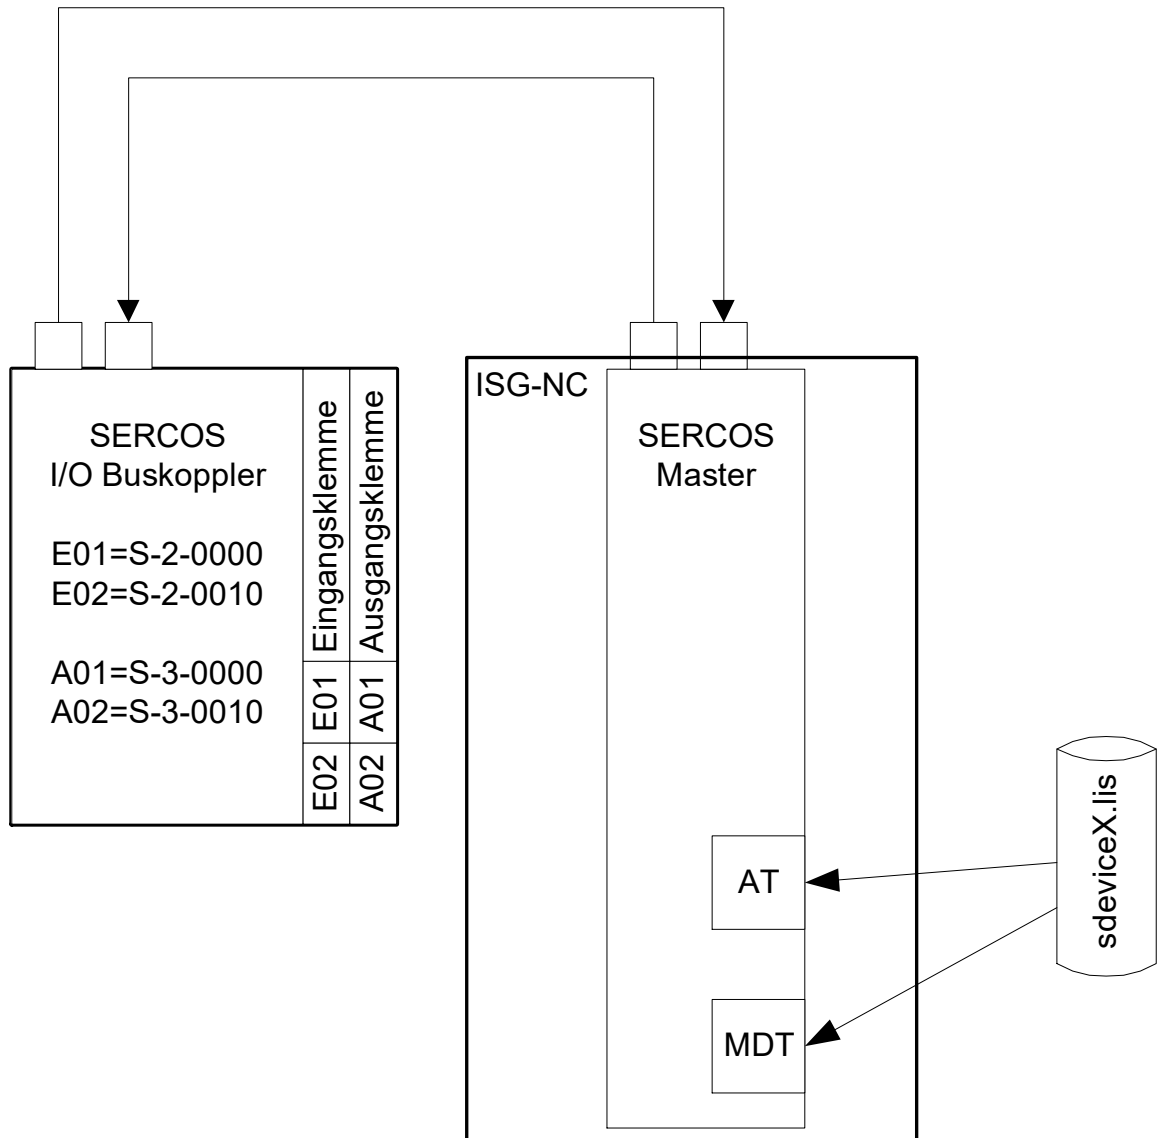 SERCOS
I/O Buskoppler
E01=S-2-0000
E02=S-2-0010
A01=S-3-0000
A02=S-3-0010
Eingangsklemme
Ausgangsklemme
E01
A01
E02
A02
ISG-NC
SERCOS
Master
AT
MDT
sdeviceX.lis